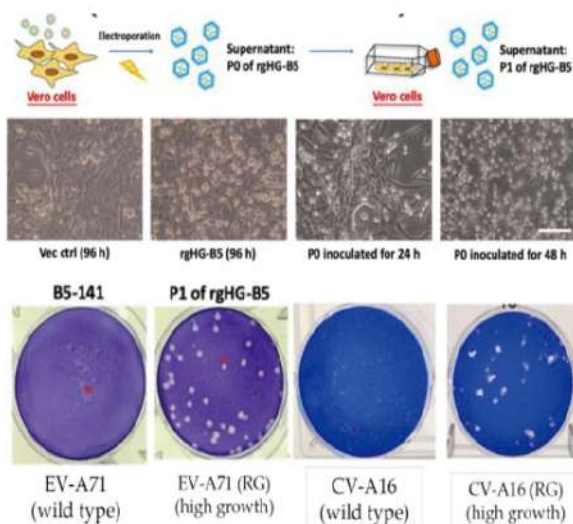 Electroporation
Supernatant:
P0 of rgHG-B5
Supernatant:
P1 of rgHG-B5
Vero cells
Vero cells
Vec ctrl (96 h)
rgHG-B5 (96 h)
P0 inoculated for 24 h
P0 inoculated for 48 h
B5-141
P1 of rgHG-B5
EV-A71
(wild type)
EV-A71 (RG)
(high growth)
CV-A16
(wild type)
CV-A16 (RG)
(high growth)